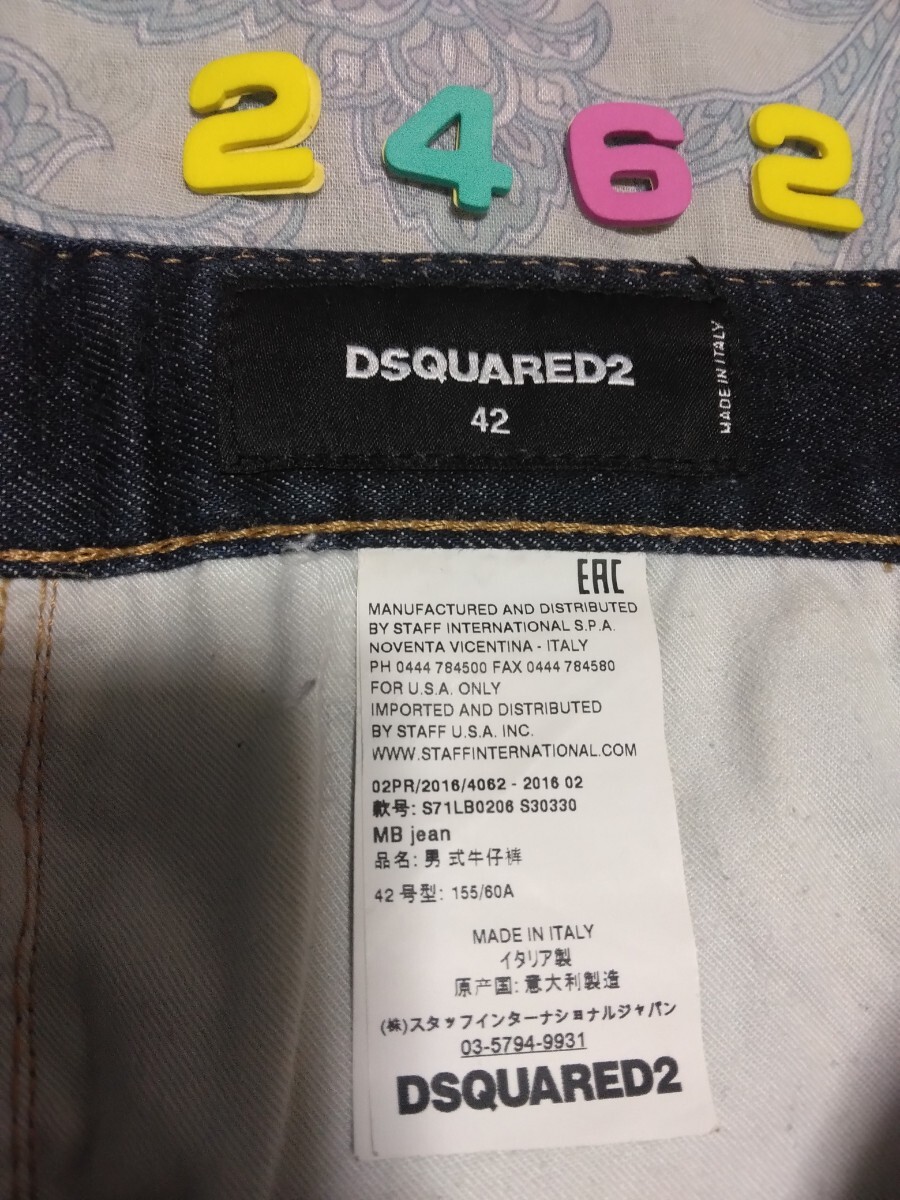 2462
DSQUARED2
42
MADE IN ITALY
EAC
MANUFACTURED AND DISTRIBUTED
BY STAFF INTERNATIONAL S.P.A.
NOVENTA VICENTINA - ITALY
PH 0444 784500 FAX 0444 784580
FOR U.S.A. ONLY
IMPORTED AND DISTRIBUTED
BY STAFF U.S.A. INC.
WWW.STAFFINTERNATIONAL.COM
02PR/2016/4062 - 2016 02
款号: S71LB0206 S30330
MB jean
品名: 男式牛仔裤
42 号型: 155/60A
MADE IN ITALY
イタリア製
原产国: 意大利製造
(株)スタッフインターナショナルジャパン
03-5794-9931
DSQUARED2